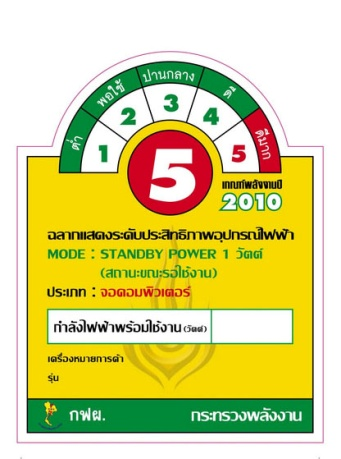 ต่ำ พอใช้ ปานกลาง ดี ดีมาก
1 2 3 4 5
5
เกณฑ์พลังงานปี
2010
ฉลากแสดงระดับประสิทธิภาพอุปกรณ์ไฟฟ้า
MODE : STANDBY POWER 1 วัตต์
(สถานะขณะรอใช้งาน)
ประเภท : จอคอมพิวเตอร์
กำลังไฟฟ้าพร้อมใช้งาน (วัตต์)
เครื่องหมายการค้า
รุ่น
กฟผ. กระทรวงพลังงาน